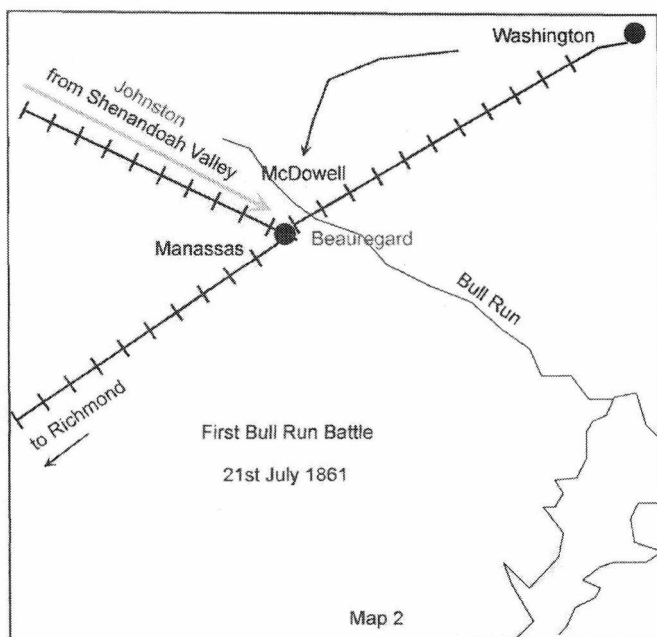 Washington
Johnston
from Shenandoah Valley
McDowell
Manassas
Beauregard
Bull Run
to Richmond
First Bull Run Battle
21st July 1861
Map 2